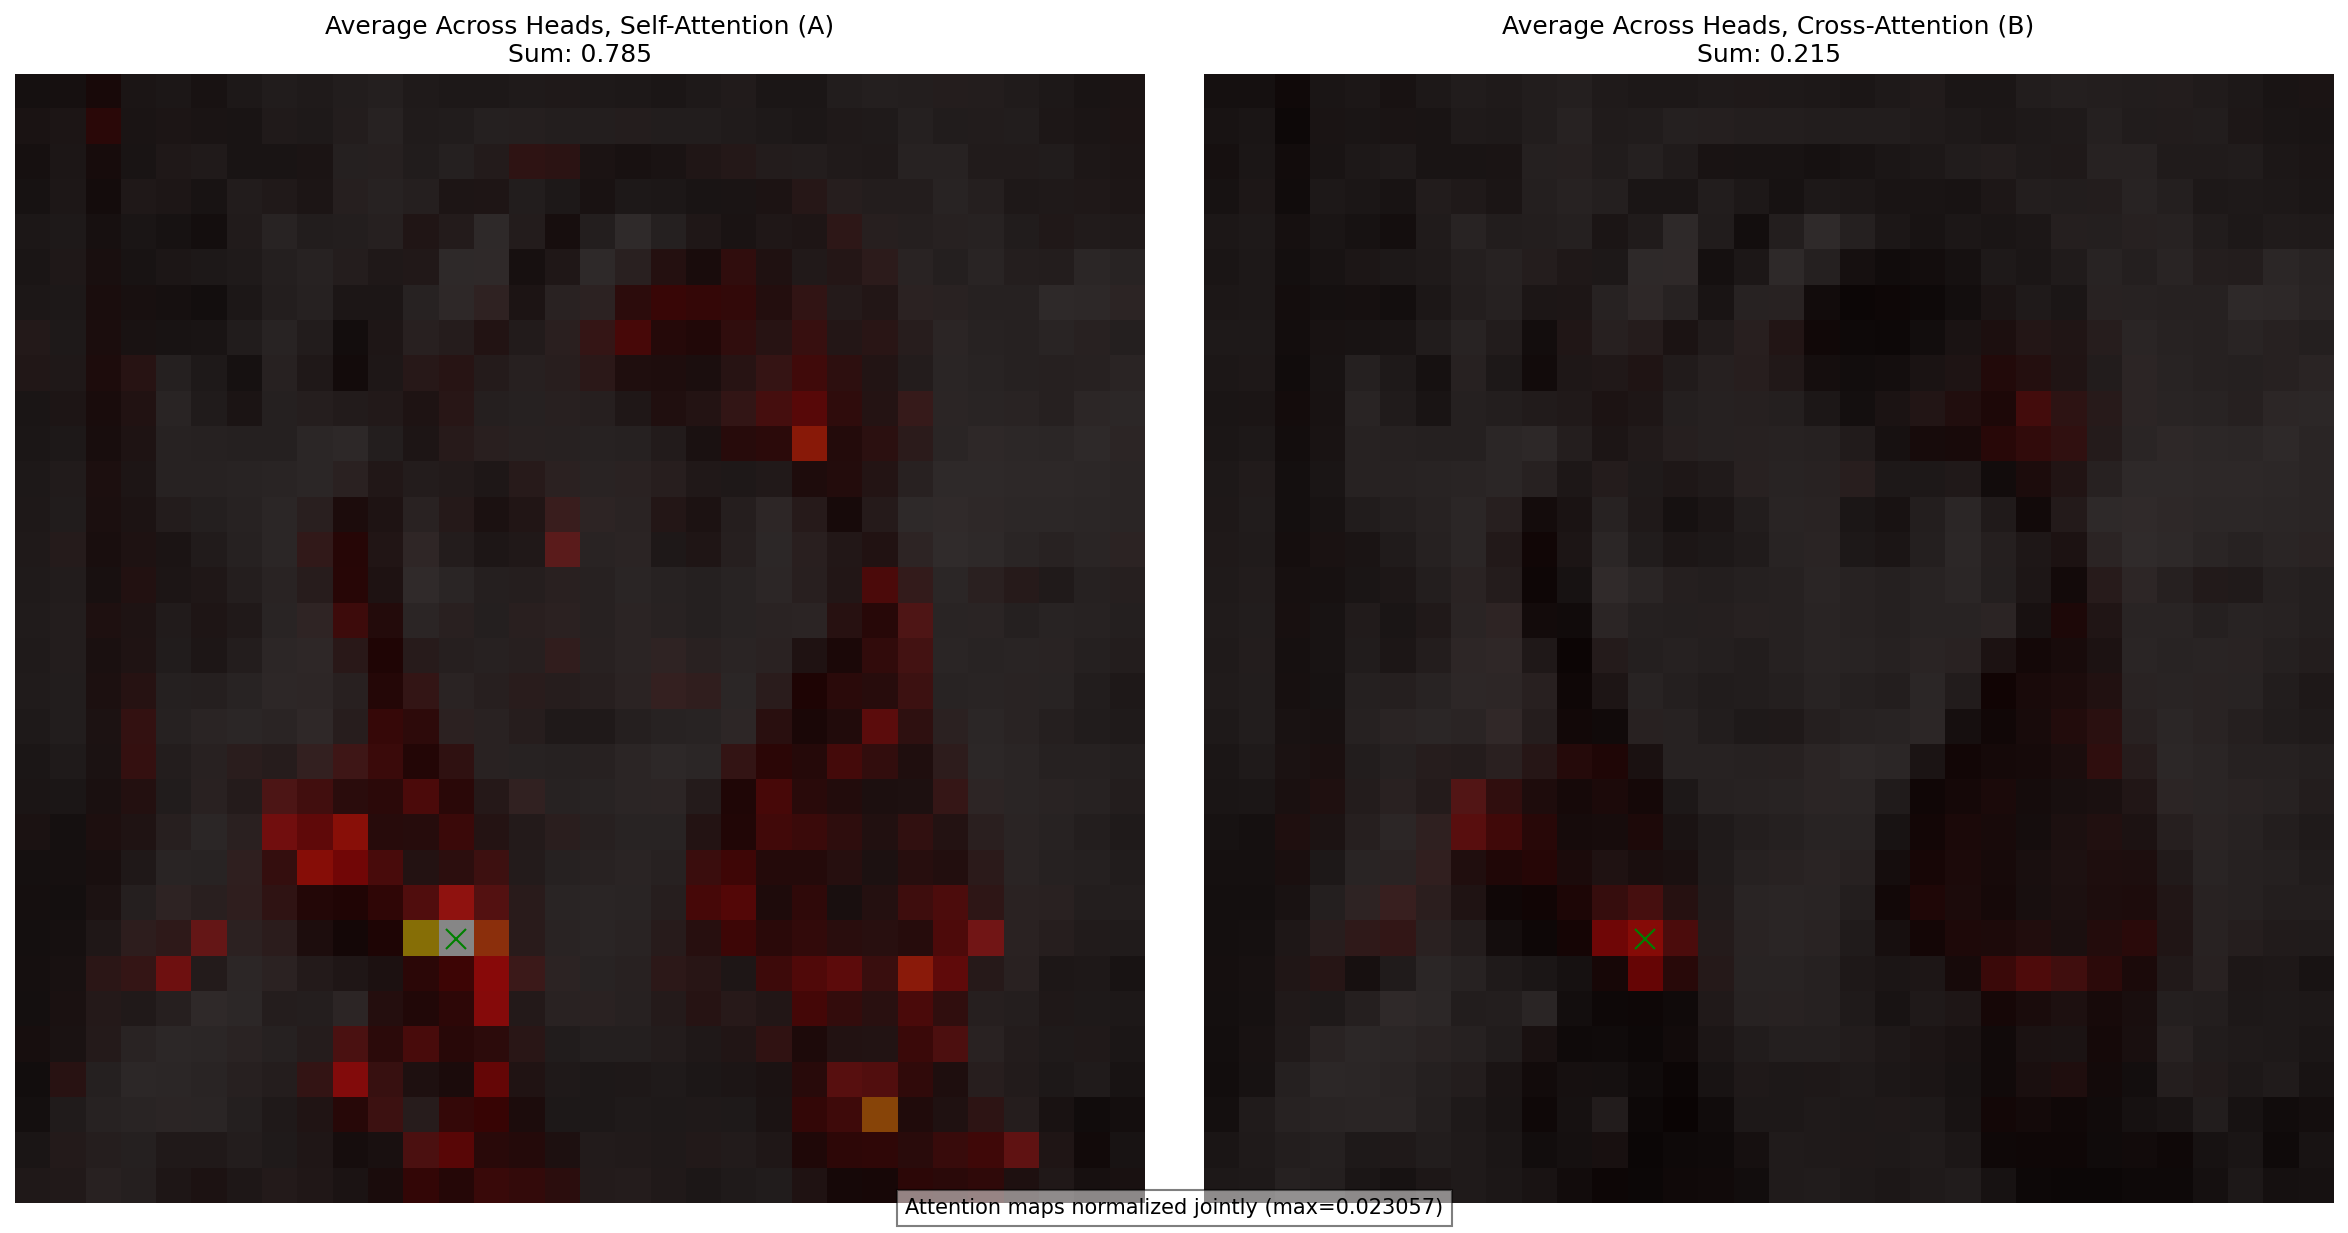 Average Across Heads, Self-Attention (A)
Sum: 0.785
Average Across Heads, Cross-Attention (B)
Sum: 0.215
Attention maps normalized jointly (max=0.023057)